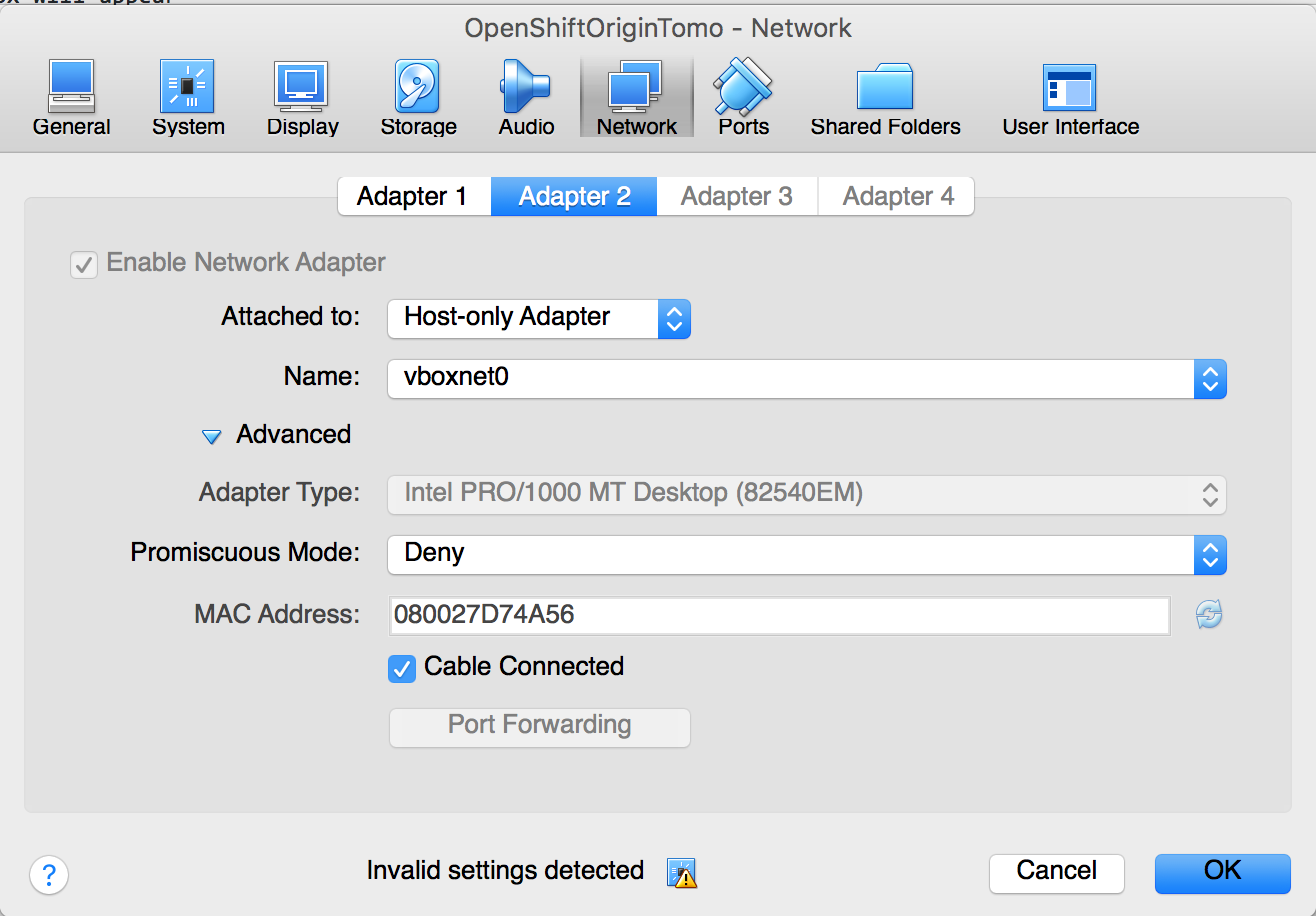 OpenShiftOriginTomo - Network
General System Display Storage Audio Network Ports Shared Folders User Interface
Adapter 1 Adapter 2 Adapter 3 Adapter 4
Enable Network Adapter
Attached to: Host-only Adapter
Name: vboxnet0
Advanced
Adapter Type: Intel PRO/1000 MT Desktop (82540EM)
Promiscuous Mode: Deny
MAC Address: 080027D74A56
Cable Connected
Port Forwarding
? Invalid settings detected Cancel OK